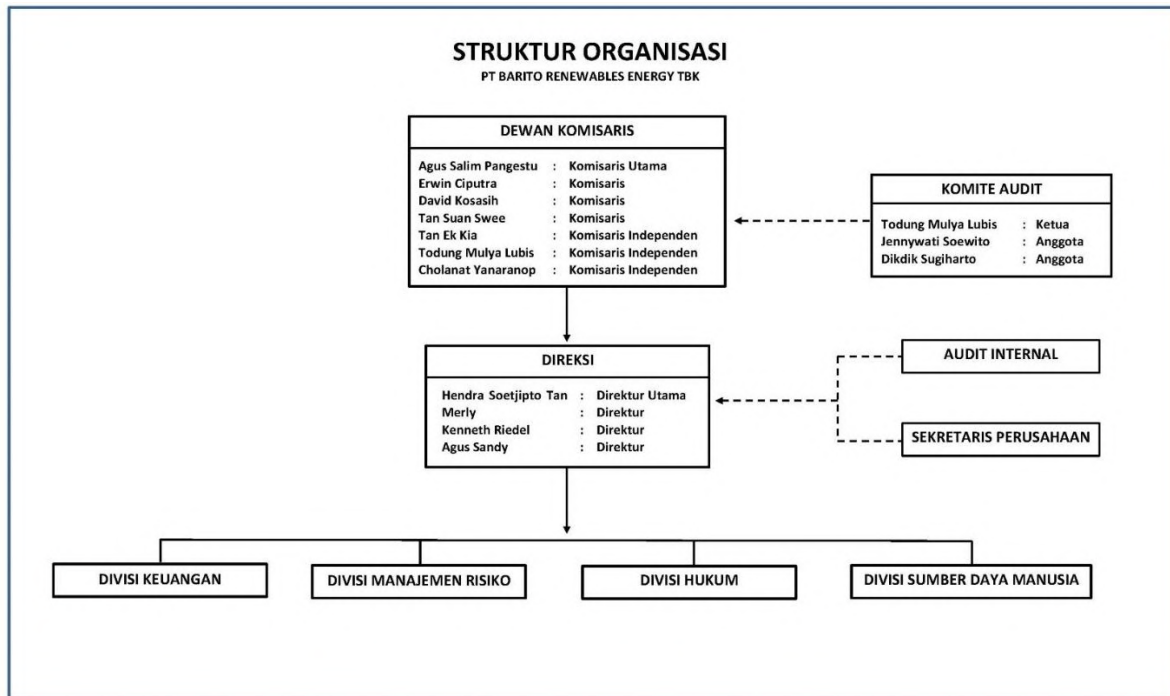 STRUKTUR ORGANISASI
PT BARITO RENEWABLES ENERGY TBK
DEWAN KOMISARIS
Agus Salim Pangestu : Komisaris Utama
Erwin Ciputra : Komisaris
David Kosasih : Komisaris
Tan Suan Swee : Komisaris
Tan Ek Kia : Komisaris Independen
Todung Mulya Lubis : Komisaris Independen
Cholanat Yanaranop : Komisaris Independen
KOMITE AUDIT
Todung Mulya Lubis : Ketua
Jennywati Soewito : Anggota
Dikdik Sugiharto : Anggota
DIREKSI
Hendra Soetjipto Tan : Direktur Utama
Merly : Direktur
Kenneth Riedel : Direktur
Agus Sandy : Direktur
AUDIT INTERNAL
SEKRETARIS PERUSAHAAN
DIVISI KEUANGAN
DIVISI MANAJEMEN RISIKO
DIVISI HUKUM
DIVISI SUMBER DAYA MANUSIA